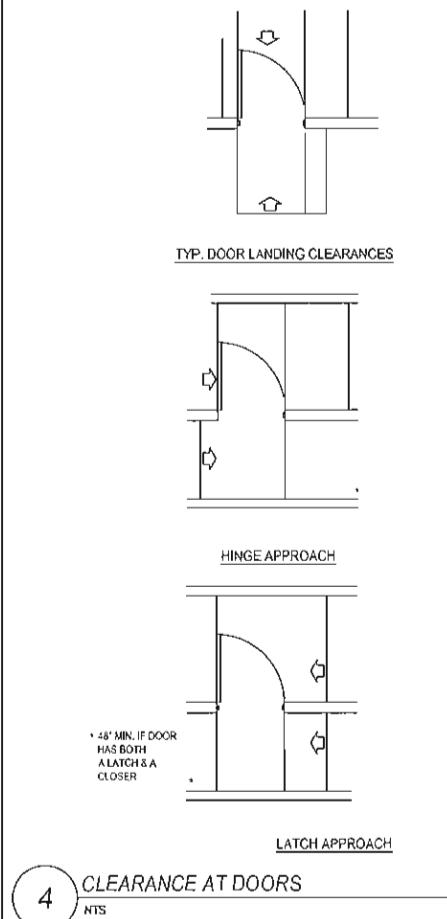 TYP. DOOR LANDING CLEARANCES
*
HINGE APPROACH
* 48" MIN. IF DOOR
HAS BOTH
A LATCH & A
CLOSER
*
LATCH APPROACH
4
CLEARANCE AT DOORS
NTS